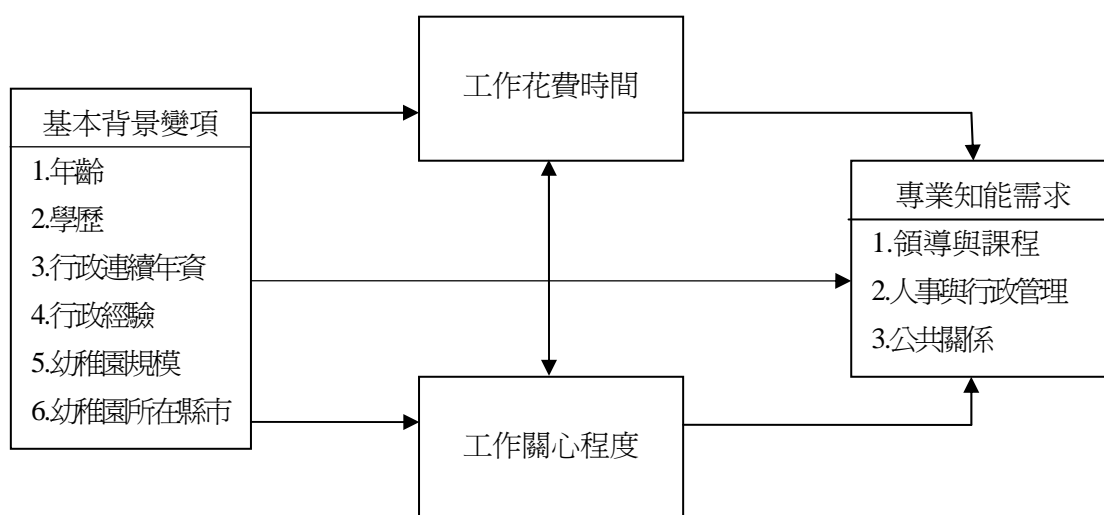 基本背景變項
1.年齡
2.學歷
3.行政連續年資
4.行政經驗
5.幼稚園規模
6.幼稚園所在縣市
工作花費時間
工作關心程度
專業知能需求
1.領導與課程
2.人事與行政管理
3.公共關係